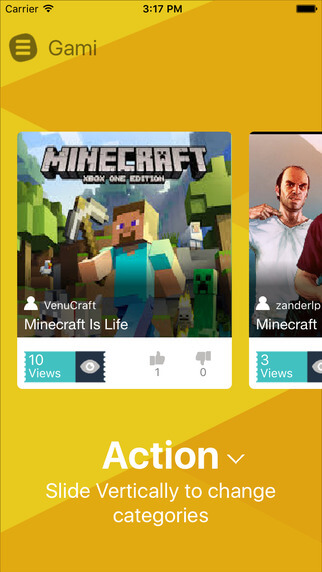 Carrier 3:17 PM
Gami
MINECRAFT
XBOX ONE EDITION
VenuCraft
Minecraft Is Life
10
Views
1
0
zanderlp
Minecraft
3
Views
Action
Slide Vertically to change
categories